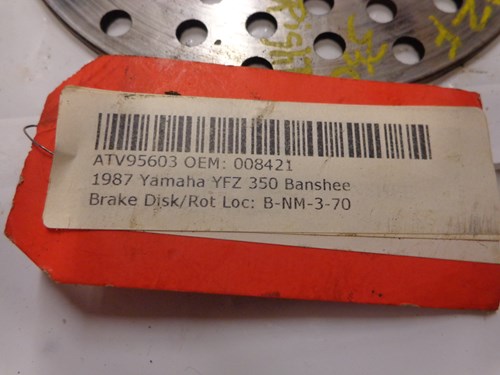 ATV95603 OEM: 008421
1987 Yamaha YFZ 350 Banshee
Brake Disk/Rot Loc: B-NM-3-70